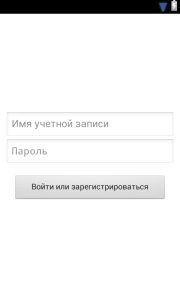 Имя учетной записи
Пароль
Войти или зарегистрироваться